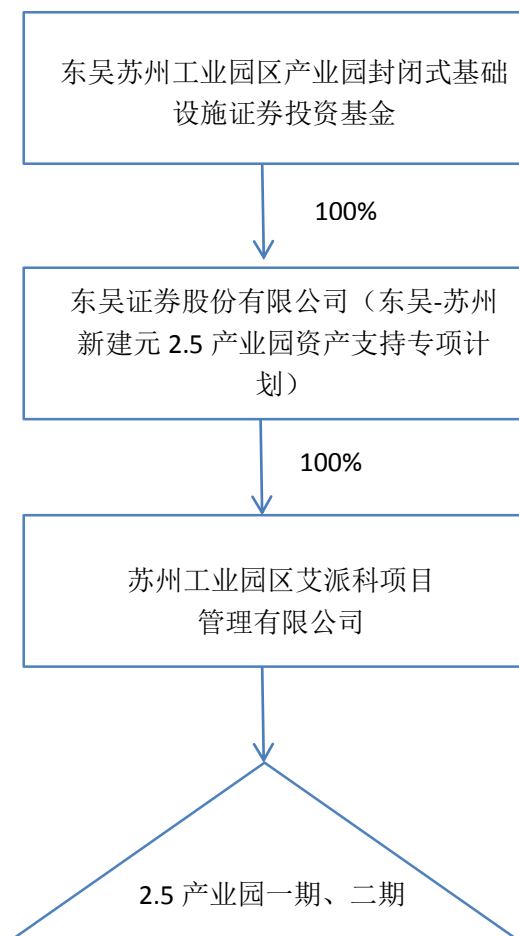 东吴苏州工业园区产业园封闭式基础
设施证券投资基金
100%
东吴证券股份有限公司（东吴-苏州
新建元 2.5 产业园资产支持专项计
划）
100%
苏州工业园区艾派科项目
管理有限公司
2.5 产业园一期、二期